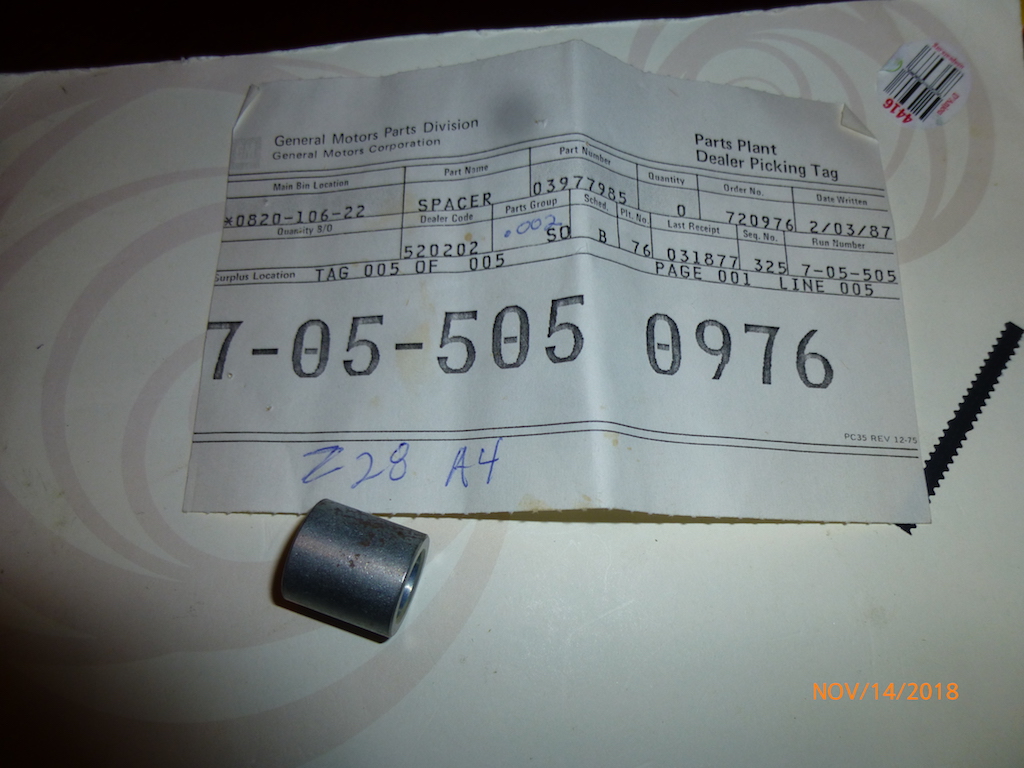 General Motors Parts Division
General Motors Corporation
Parts Plant
Dealer Picking Tag
Main Bin Location Part Name Part Number Quantity Order No. Date Written
*0820-106-22 SPACER 03977985 0 720976 2/03/87
Quantity B/O Dealer Code Parts Group Sched. Plt. No. Last Receipt Seq. No. Run Number
520202 .002 SO B 76 031877 325 7-05-505
Surplus Location TAG 005 OF 005 PAGE 001 LINE 005
7-05-505 0976
PC35 REV 12-75
Z28 A4
4416
NOV/14/2018